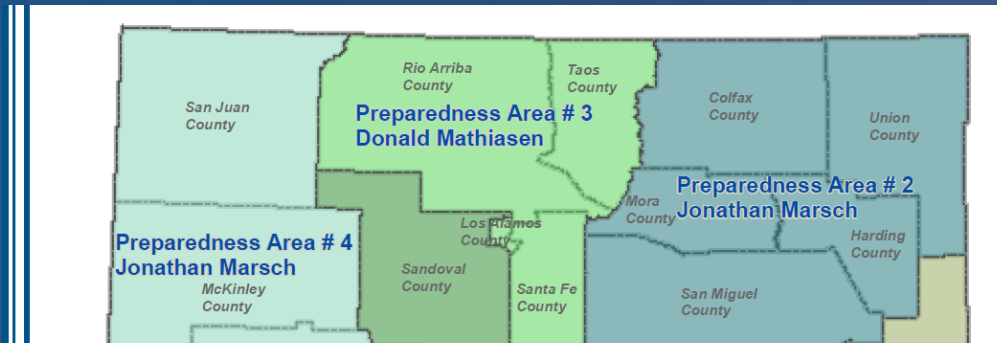 San Juan
County
Rio Arriba
County
Taos
County
Colfax
County
Union
County
Preparedness Area # 3
Donald Mathiasen
Preparedness Area # 2
Jonathan Marsch
Mora
County
Los Alamos
County
Harding
County
Preparedness Area # 4
Jonathan Marsch
McKinley
County
Sandoval
County
Santa Fe
County
San Miguel
County